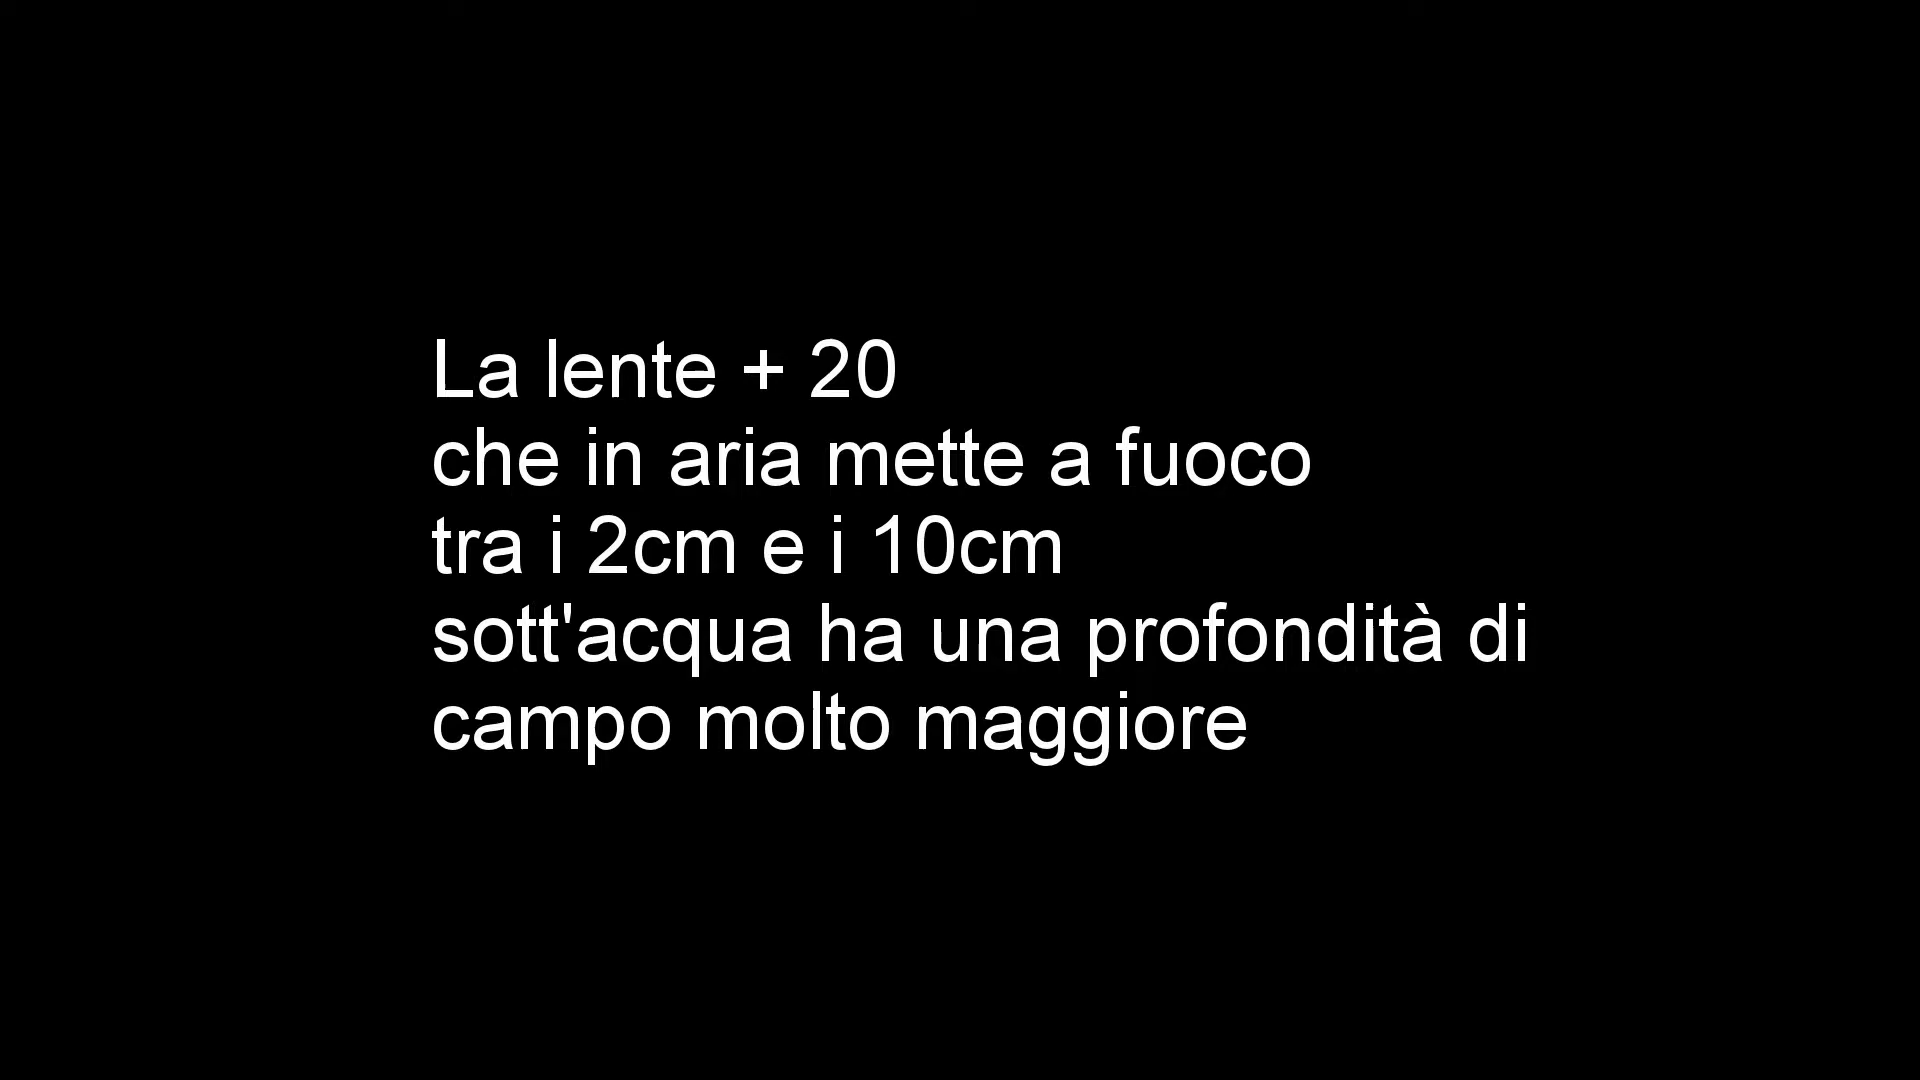 La lente + 20
che in aria mette a fuoco
tra i 2cm e i 10cm
sott'acqua ha una profondità di
campo molto maggiore